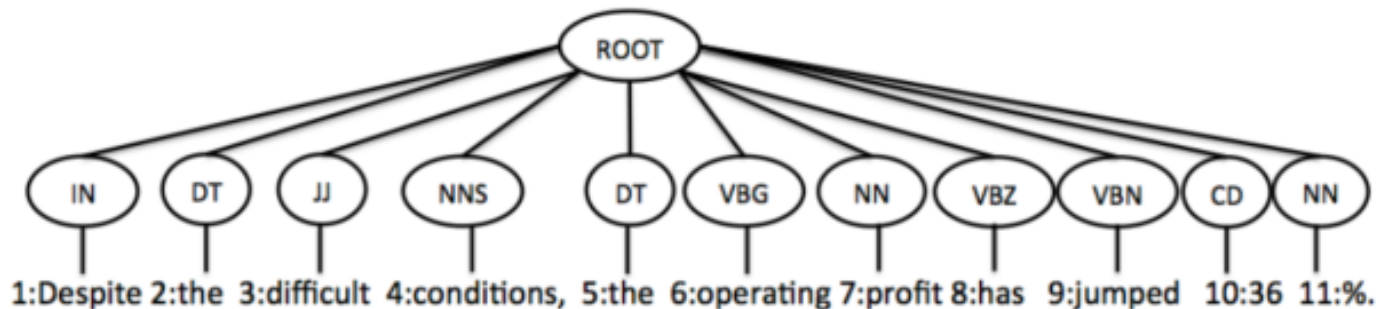 ROOT
IN DT JJ NNS DT VBG NN VBZ VBN CD NN
1:Despite 2:the 3:difficult 4:conditions, 5:the 6:operating 7:profit 8:has 9:jumped 10:36 11:%.